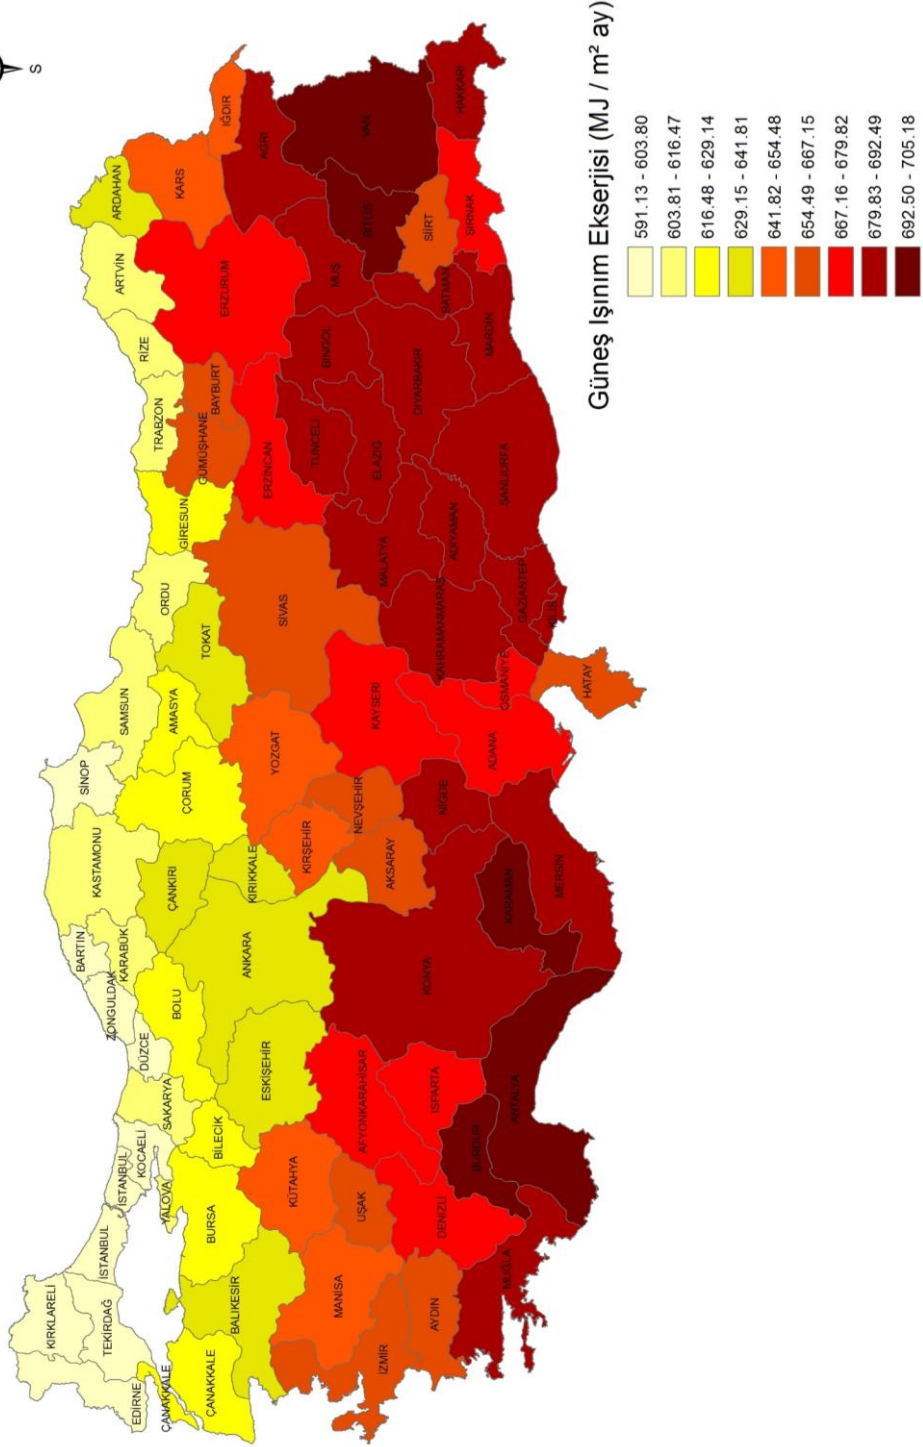 S
KIRKLARELİ
EDİRNE
TEKİRDAĞ
İSTANBUL
İSTANBUL
KOCAELİ
YALOVA
SAKARYA
DÜZCE
ZONGULDAK
BARTIN
KARABÜK
KASTAMONU
SİNOP
SAMSUN
ORDU
GİRESUN
TRABZON
RİZE
ARTVİN
ARDAHAN
ÇANAKKALE
ÇANAKKALE
BALIKESİR
BURSA
BİLECİK
BOLU
ESKİŞEHİR
ANKARA
ÇANKIRI
KIRIKKALE
ÇORUM
AMASYA
TOKAT
GÜMÜŞHANE
BAYBURT
ERZURUM
KARS
IĞDIR
AĞRI
MANİSA
KÜTAHYA
UŞAK
AFYONKARAHİSAR
KIRŞEHİR
YOZGAT
NEVŞEHİR
AKSARAY
SİVAS
ERZİNCAN
TUNCELİ
BİNGÖL
MUŞ
BİTLİS
VAN
İZMİR
AYDIN
DENİZLİ
ISPARTA
BURDUR
KONYA
NİĞDE
KAYSERİ
MALATYA
ELAZIĞ
DİYARBAKIR
BATMAN
SİİRT
ŞIRNAK
HAKKARİ
MUĞLA
ANTALYA
KARAMAN
MERSİN
ADANA
OSMANİYE
KAHRAMANMARAŞ
ADIYAMAN
GAZİANTEP
KİLİS
ŞANLIURFA
MARDİN
HATAY
Güneş Işınım Ekserjisi (MJ / m² ay)
591.13 - 603.80
603.81 - 616.47
616.48 - 629.14
629.15 - 641.81
641.82 - 654.48
654.49 - 667.15
667.16 - 679.82
679.83 - 692.49
692.50 - 705.18